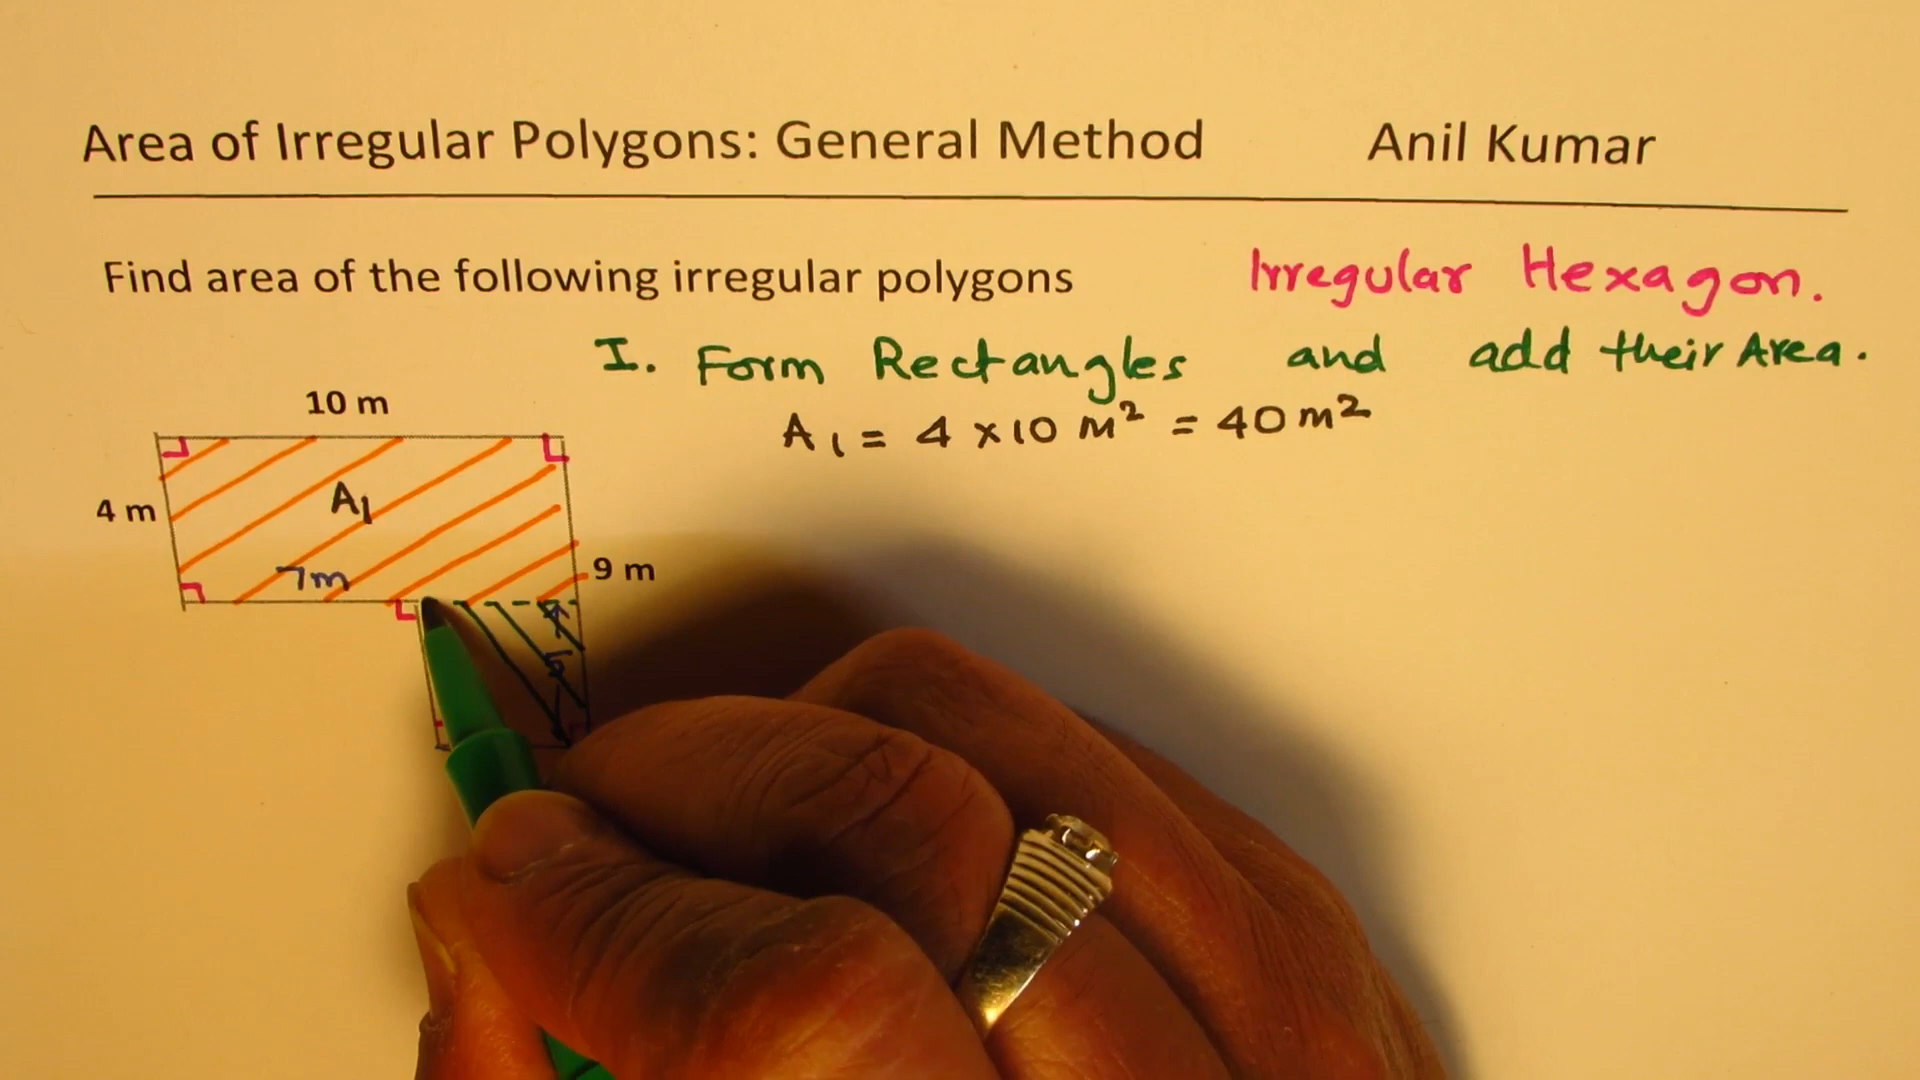 Area of Irregular Polygons: General Method Anil Kumar
Find area of the following irregular polygons Irregular Hexagon.
I. Form Rectangles and add their Area.
10 m
A1 = 4 x 10 m² = 40 m²
4 m
A1
7m
9 m